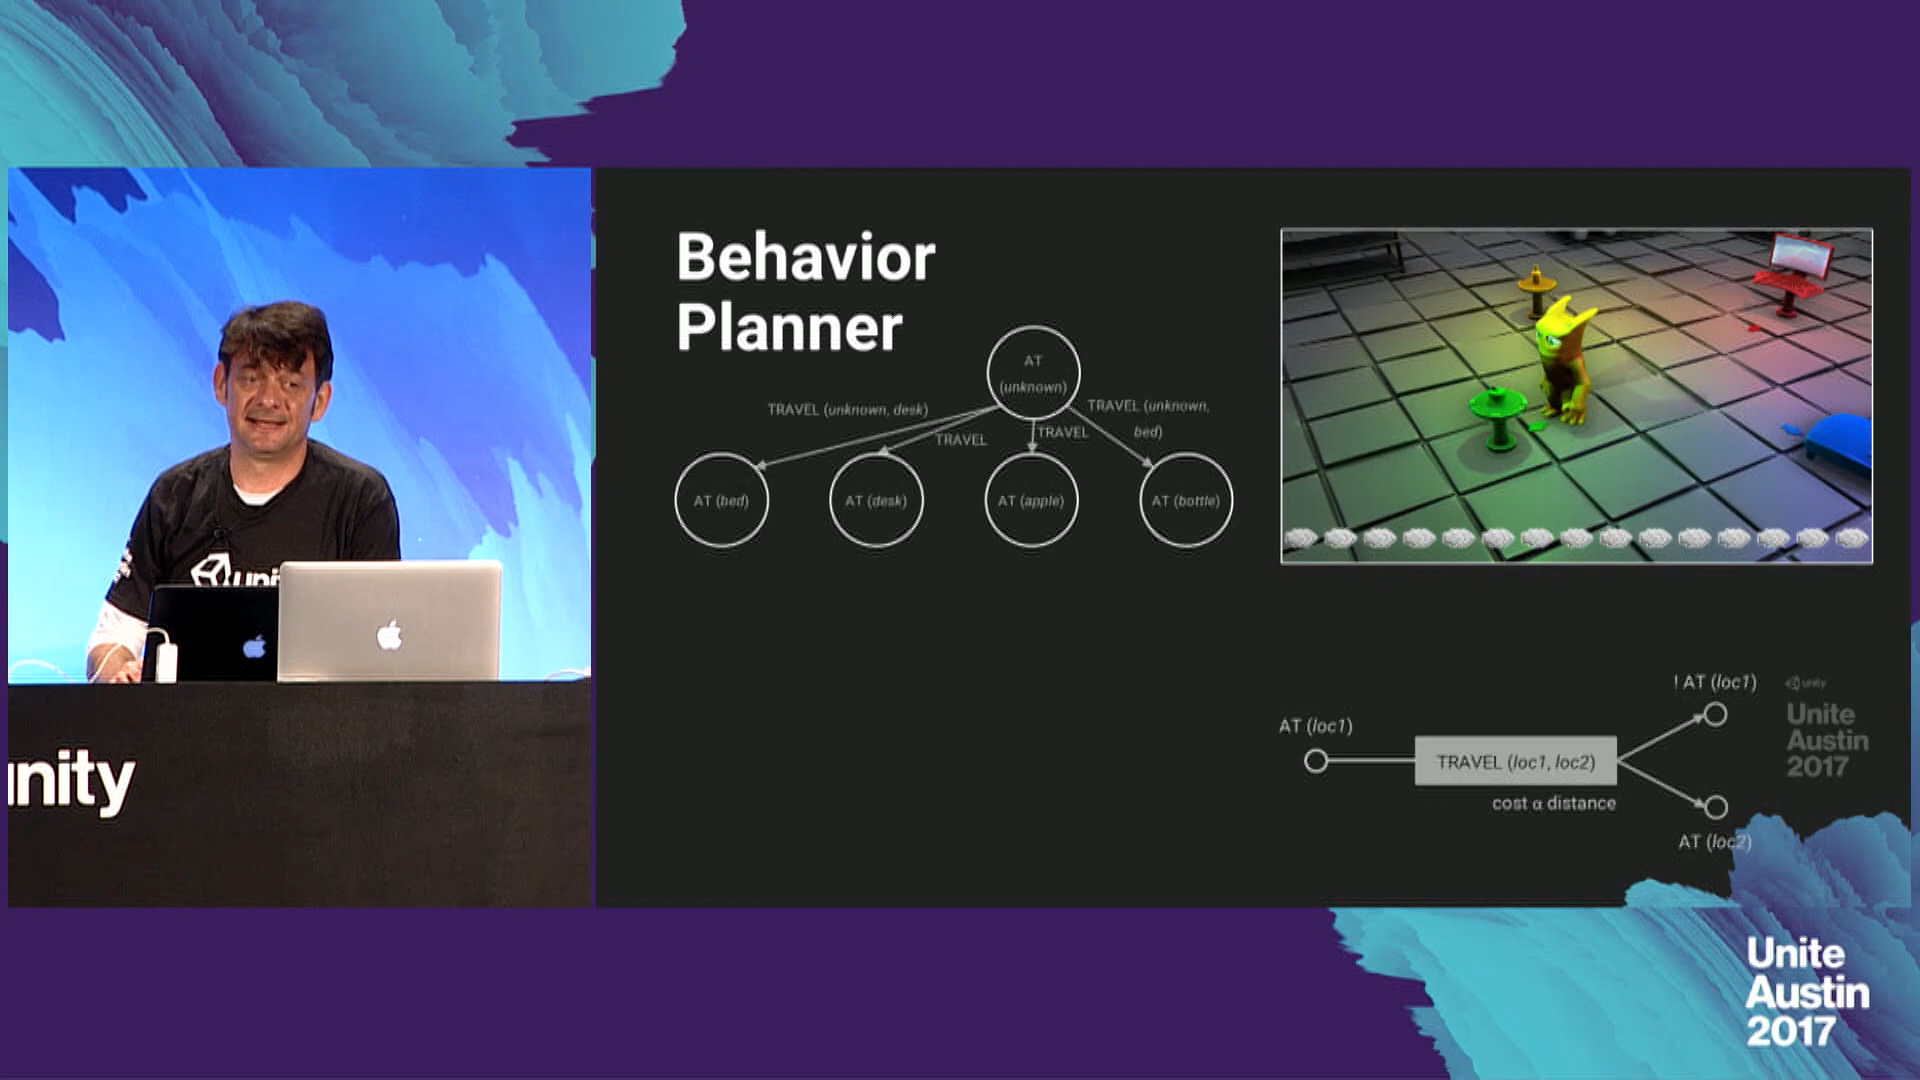 Behavior
Planner
AT
(unknown)
TRAVEL (unknown, desk)
TRAVEL
TRAVEL
TRAVEL (unknown,
bed)
AT (bed)
AT (desk)
AT (apple)
AT (bottle)
! AT (loc1)
AT (loc1)
TRAVEL (loc1, loc2)
cost α distance
AT (loc2)
unity
Unite
Austin
2017
uni
nity
Unite
Austin
2017